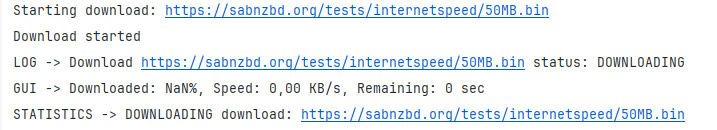 Starting download: https://sabnzbd.org/tests/internetspeed/50MB.bin
Download started
LOG -> Download https://sabnzbd.org/tests/internetspeed/50MB.bin status: DOWNLOADING
GUI -> Downloaded: NaN%, Speed: 0,00 KB/s, Remaining: 0 sec
STATISTICS -> DOWNLOADING download: https://sabnzbd.org/tests/internetspeed/50MB.bin